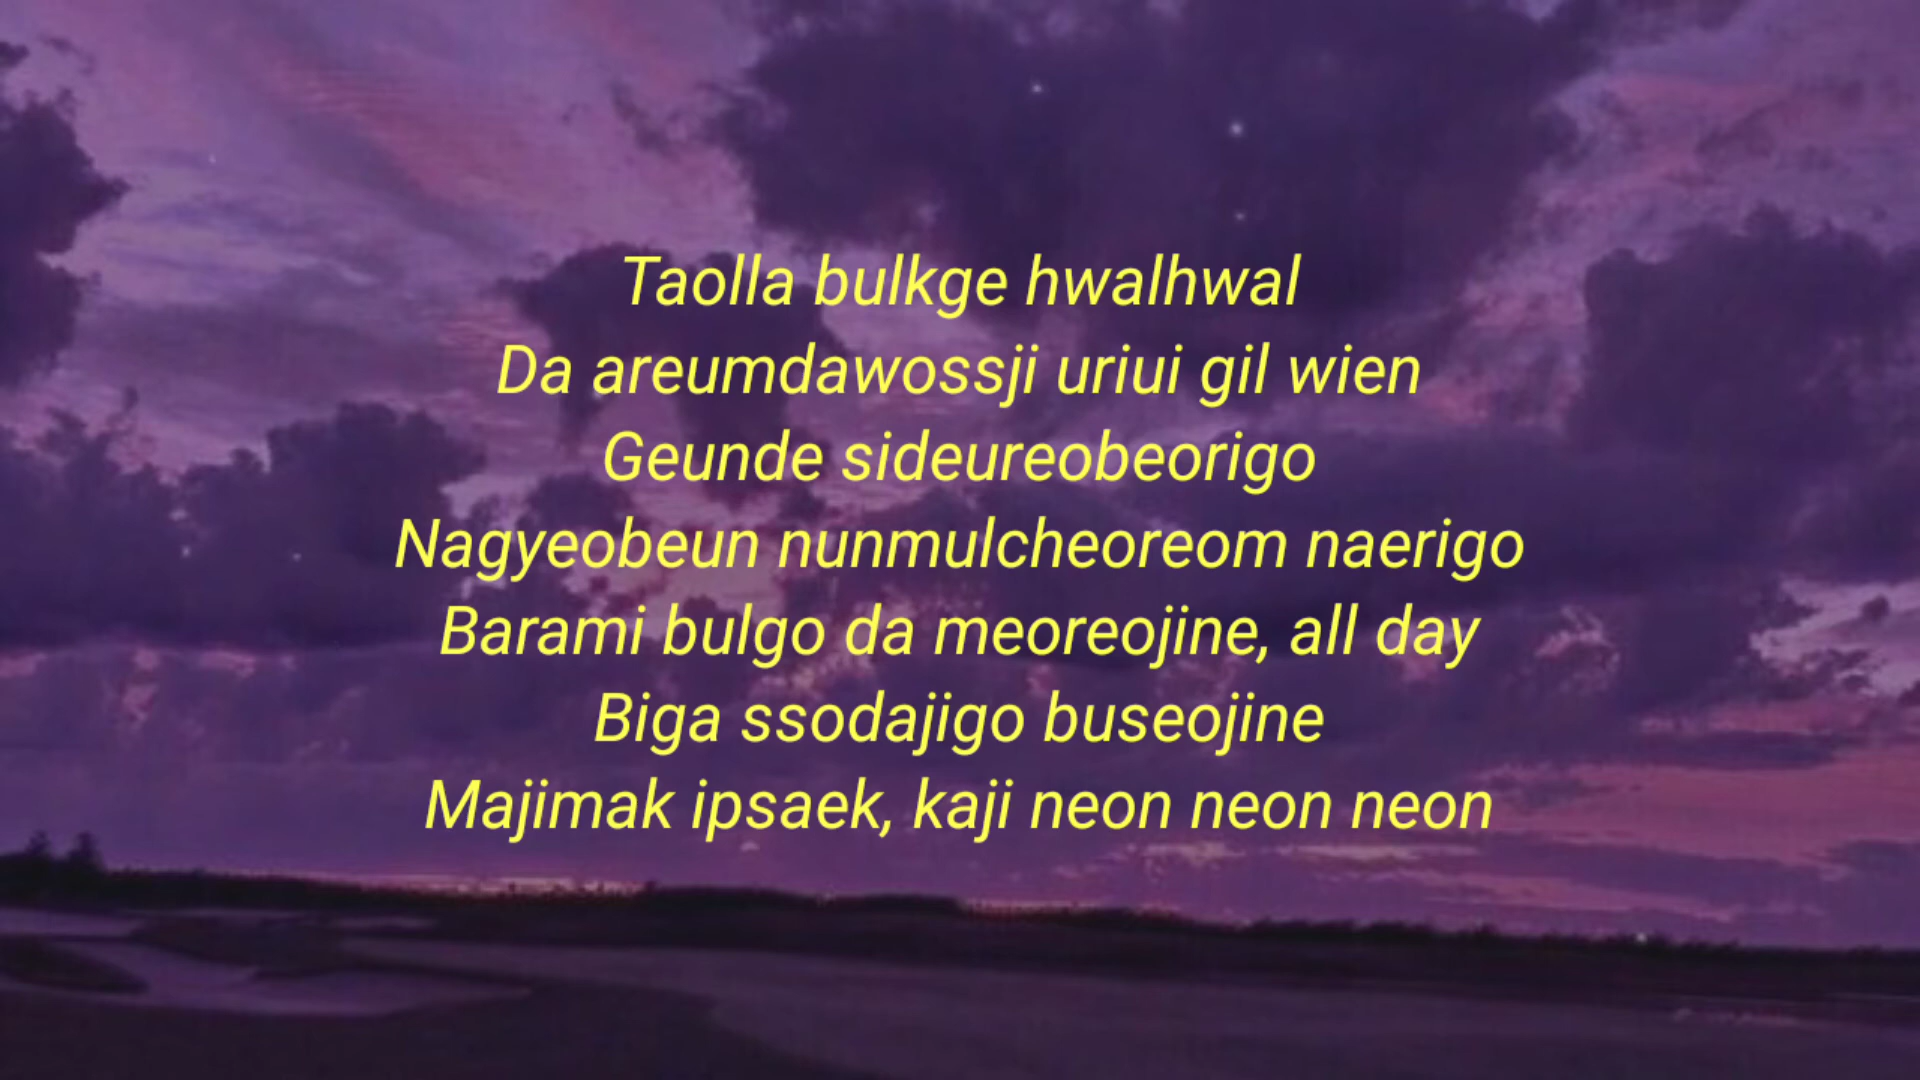 Taolla bulkge hwalhwal
Da areumdawossji uriui gil wien
Geunde sideureobeorigo
Nagyeobeun nunmulcheoreom naerigo
Barami bulgo da meoreojine, all day
Biga ssodajigo buseojine
Majimak ipsaek, kaji neon neon neon